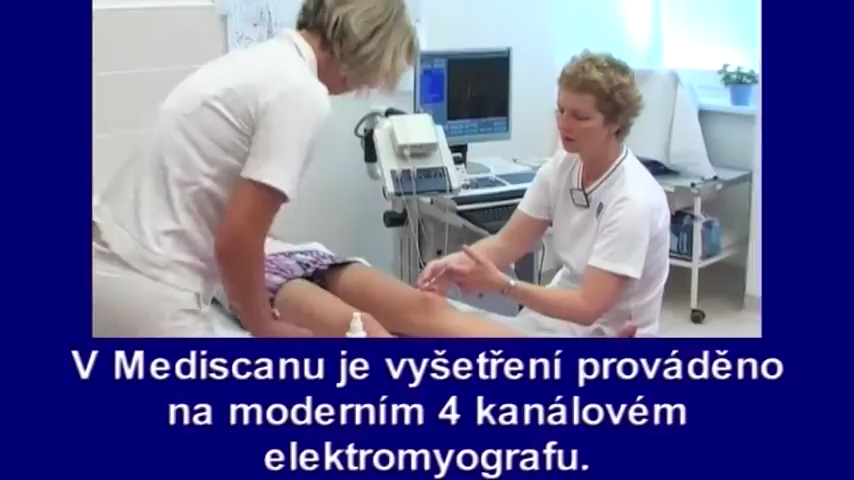 V Mediscanu je vyšetření prováděno
na moderním 4 kanálovém
elektromyografu.